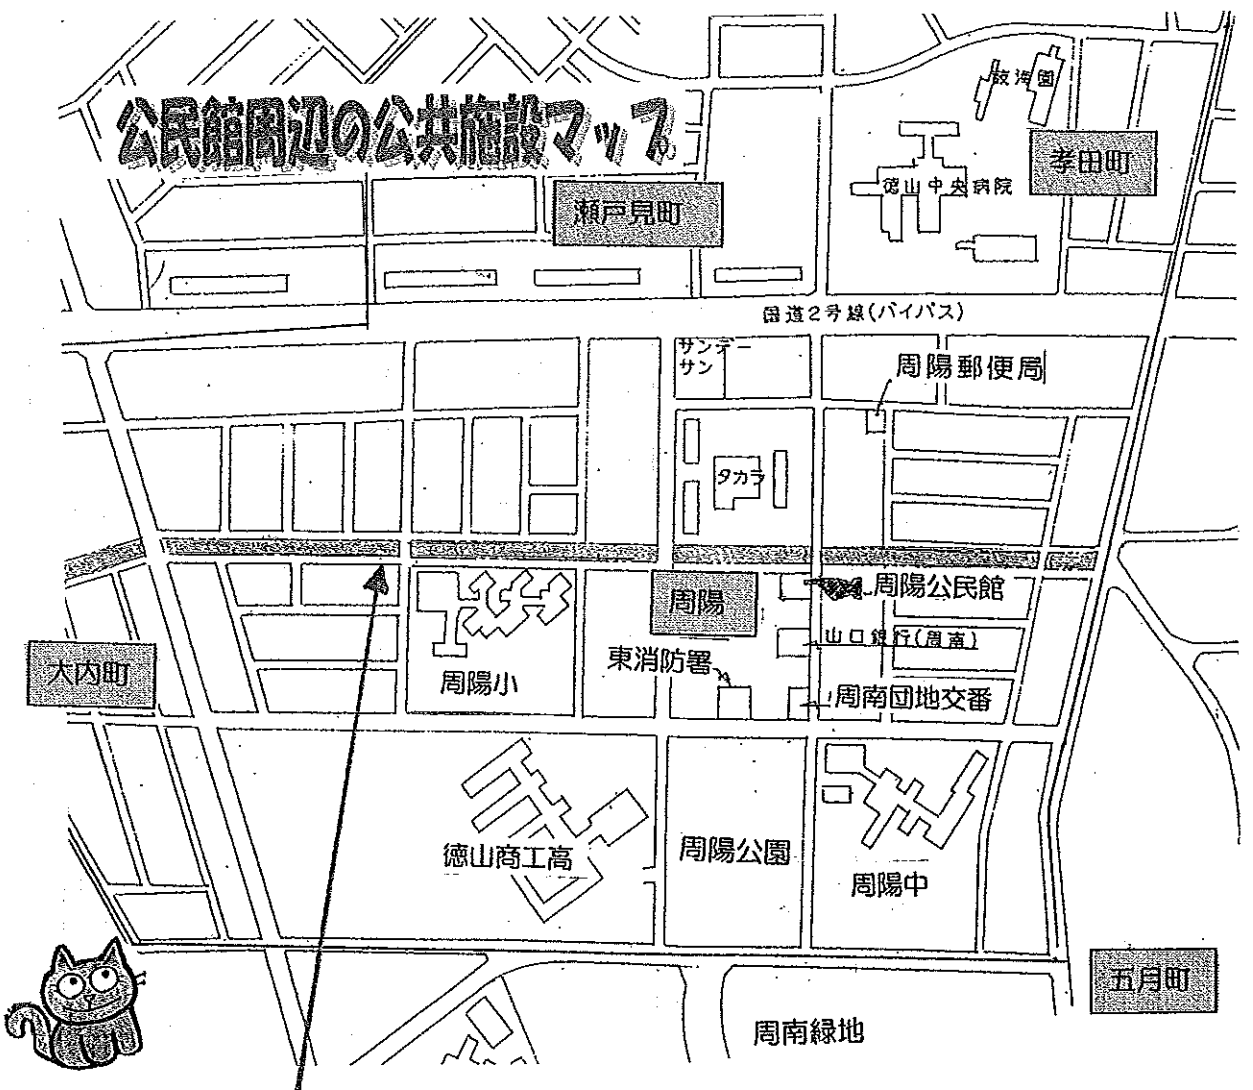 公民館周辺の公共施設マップ
鼓海園
孝田町
徳山中央病院
瀬戸見町
国道2号線(バイパス)
サンデー
サン
周陽郵便局
タカラ
周陽
周陽公民館
山口銀行(周南)
東消防署
周南団地交番
大内町
周陽小
徳山商工高
周陽公園
周陽中
五月町
周南緑地